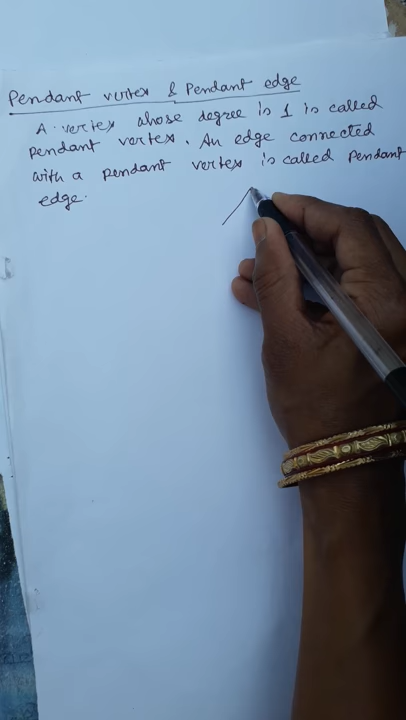 Pendant vertex & Pendant edge
A vertex whose degree is 1 is called
Pendant vertex. An edge connected
with a pendant vertex is called Pendant
edge.